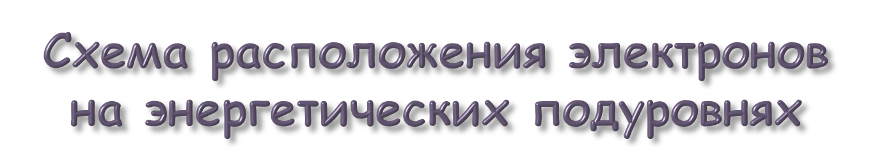 Схема расположения электронов
на энергетических подуровнях